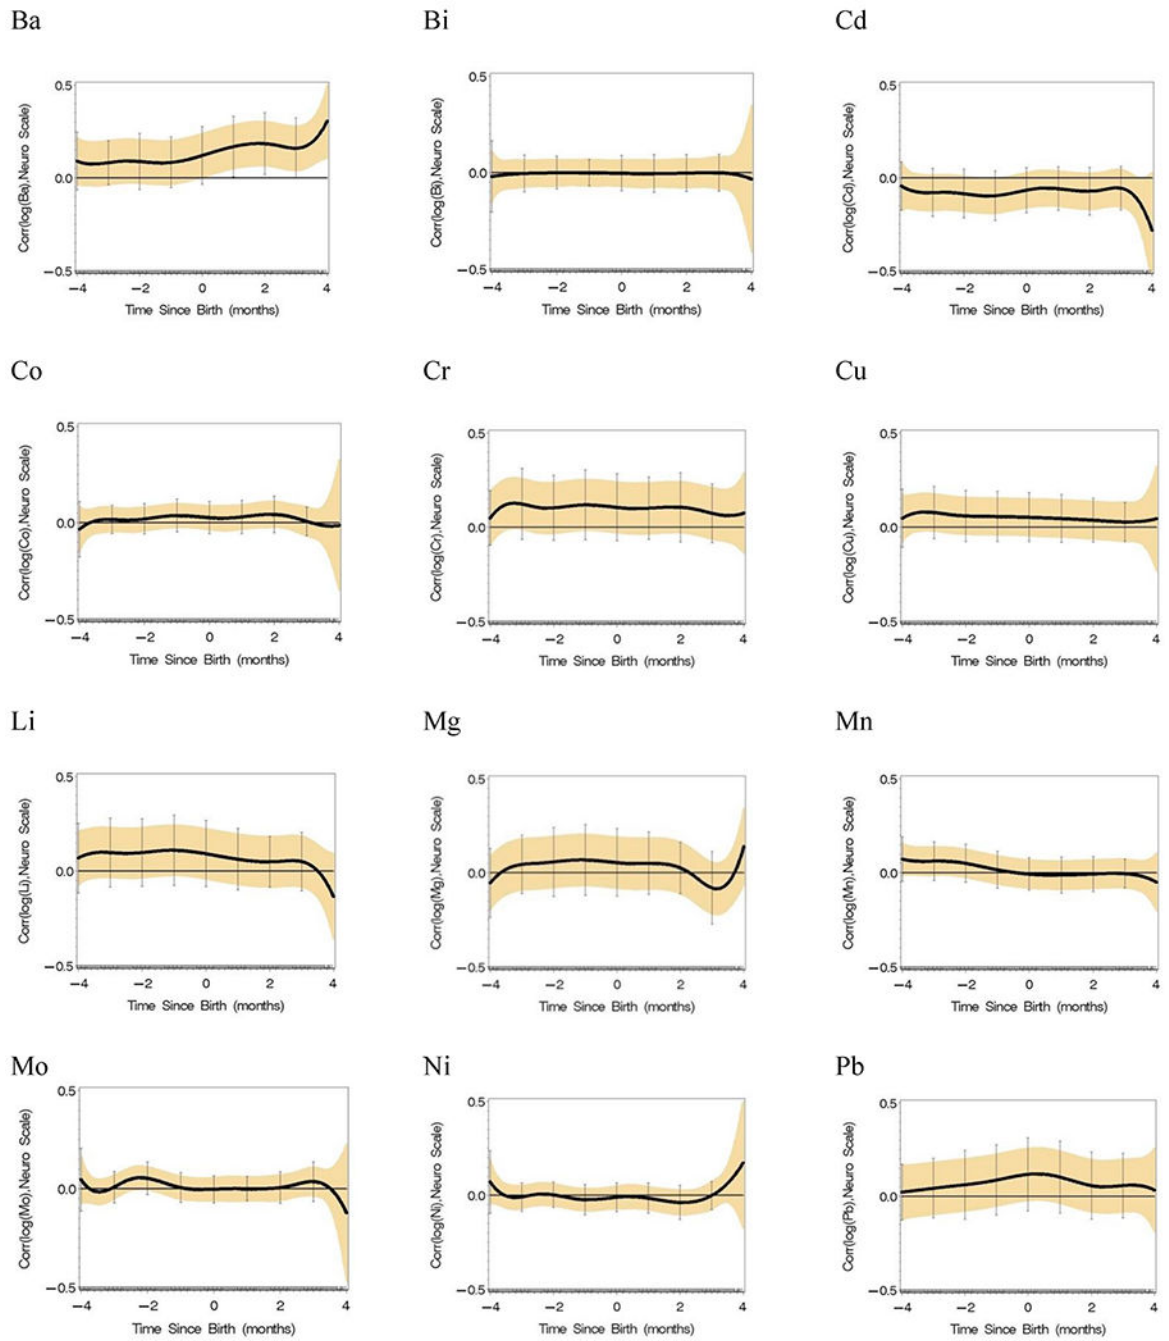 Ba
Bi
Cd
Corr(log(Ba),Neuro Scale)
0.5
0.0
−0.5
−4 −2 0 2 4
Time Since Birth (months)
Corr(log(Bi),Neuro Scale)
0.5
0.0
−0.5
−4 −2 0 2 4
Time Since Birth (months)
Corr(log(Cd),Neuro Scale)
0.5
0.0
−0.5
−4 −2 0 2 4
Time Since Birth (months)
Co
Cr
Cu
Corr(log(Co),Neuro Scale)
0.5
0.0
−0.5
−4 −2 0 2 4
Time Since Birth (months)
Corr(log(Cr),Neuro Scale)
0.5
0.0
−0.5
−4 −2 0 2 4
Time Since Birth (months)
Corr(log(Cu),Neuro Scale)
0.5
0.0
−0.5
−4 −2 0 2 4
Time Since Birth (months)
Li
Mg
Mn
Corr(log(Li),Neuro Scale)
0.5
0.0
−0.5
−4 −2 0 2 4
Time Since Birth (months)
Corr(log(Mg),Neuro Scale)
0.5
0.0
−0.5
−4 −2 0 2 4
Time Since Birth (months)
Corr(log(Mn),Neuro Scale)
0.5
0.0
−0.5
−4 −2 0 2 4
Time Since Birth (months)
Mo
Ni
Pb
Corr(log(Mo),Neuro Scale)
0.5
0.0
−0.5
−4 −2 0 2 4
Time Since Birth (months)
Corr(log(Ni),Neuro Scale)
0.5
0.0
−0.5
−4 −2 0 2 4
Time Since Birth (months)
Corr(log(Pb),Neuro Scale)
0.5
0.0
−0.5
−4 −2 0 2 4
Time Since Birth (months)